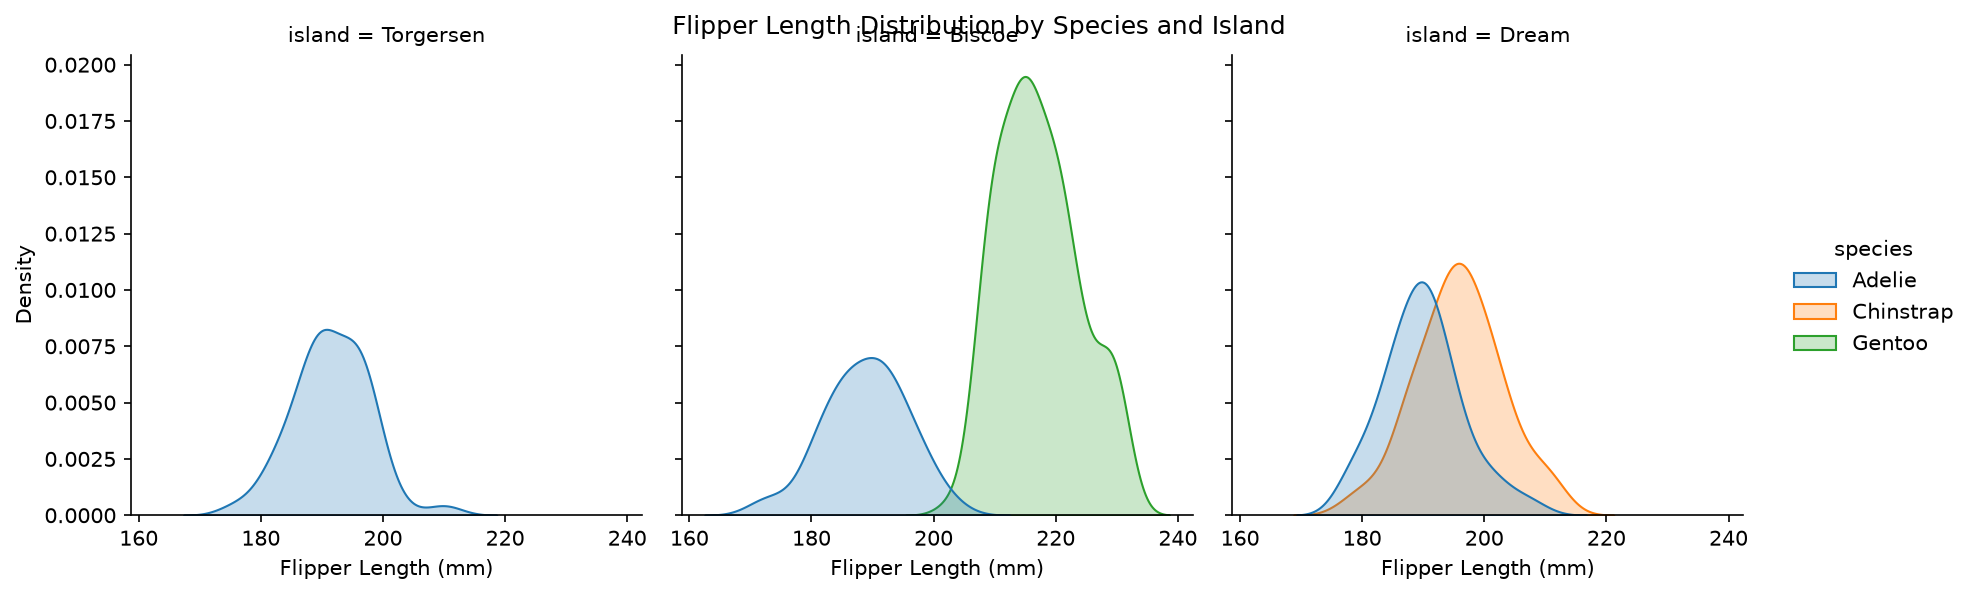 Flipper Length Distribution by Species and Island
island = Torgersen
island = Biscoe
island = Dream
0.0200
0.0175
0.0150
0.0125
0.0100
0.0075
0.0050
0.0025
0.0000
Density
160 180 200 220 240
160 180 200 220 240
160 180 200 220 240
Flipper Length (mm)
Flipper Length (mm)
Flipper Length (mm)
species
Adelie
Chinstrap
Gentoo